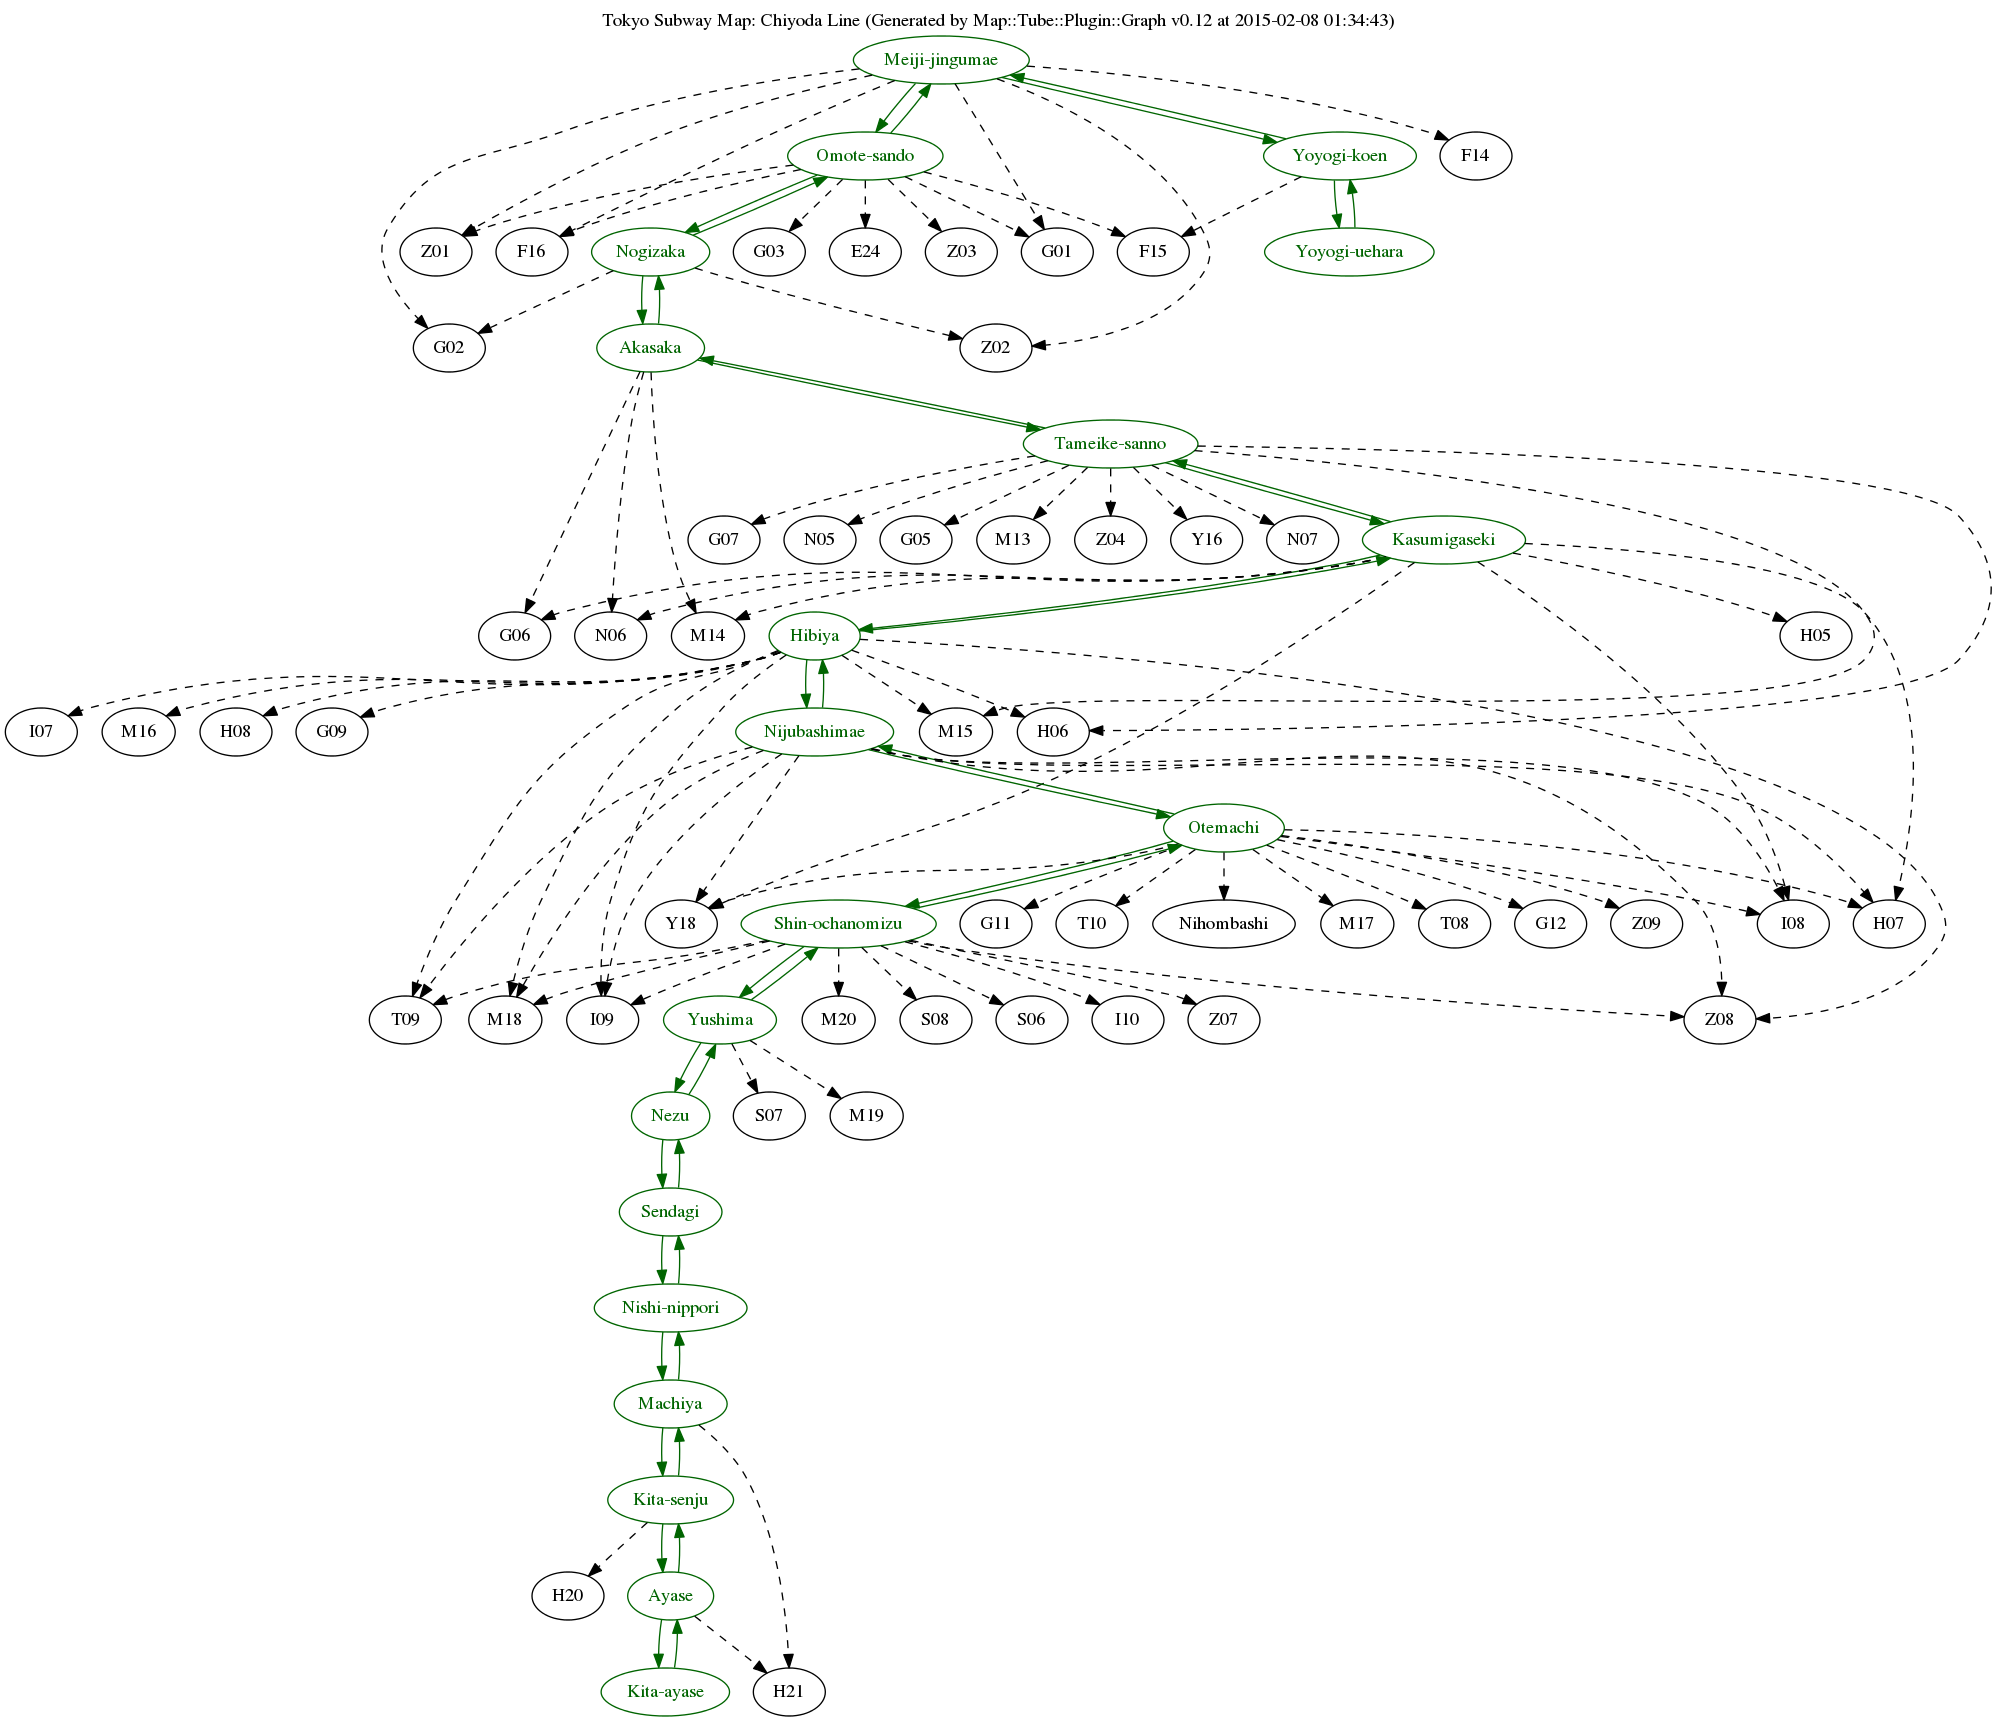 Tokyo Subway Map: Chiyoda Line (Generated by Map::Tube::Plugin::Graph v0.12 at 2015-02-08 01:34:43)
Meiji-jingumae
Omote-sando
Yoyogi-koen
F14
Z01
F16
Nogizaka
G03
E24
Z03
G01
F15
Yoyogi-uehara
G02
Akasaka
Z02
Tameike-sanno
G07
N05
G05
M13
Z04
Y16
N07
Kasumigaseki
G06
N06
M14
Hibiya
H05
I07
M16
H08
G09
Nijubashimae
M15
H06
Otemachi
Y18
Shin-ochanomizu
G11
T10
Nihombashi
M17
T08
G12
Z09
I08
H07
T09
M18
I09
Yushima
M20
S08
S06
I10
Z07
Z08
Nezu
S07
M19
Sendagi
Nishi-nippori
Machiya
Kita-senju
H20
Ayase
Kita-ayase
H21